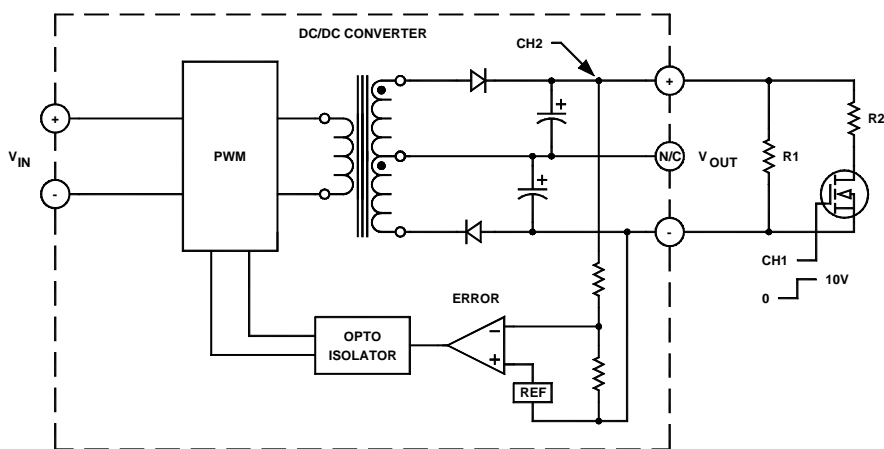 DC/DC CONVERTER
CH2
+
+
+
N/C
+
-
-
V IN
PWM
V OUT
R1
R2
CH1
10V
0
ERROR
OPTO
ISOLATOR
−
+
REF